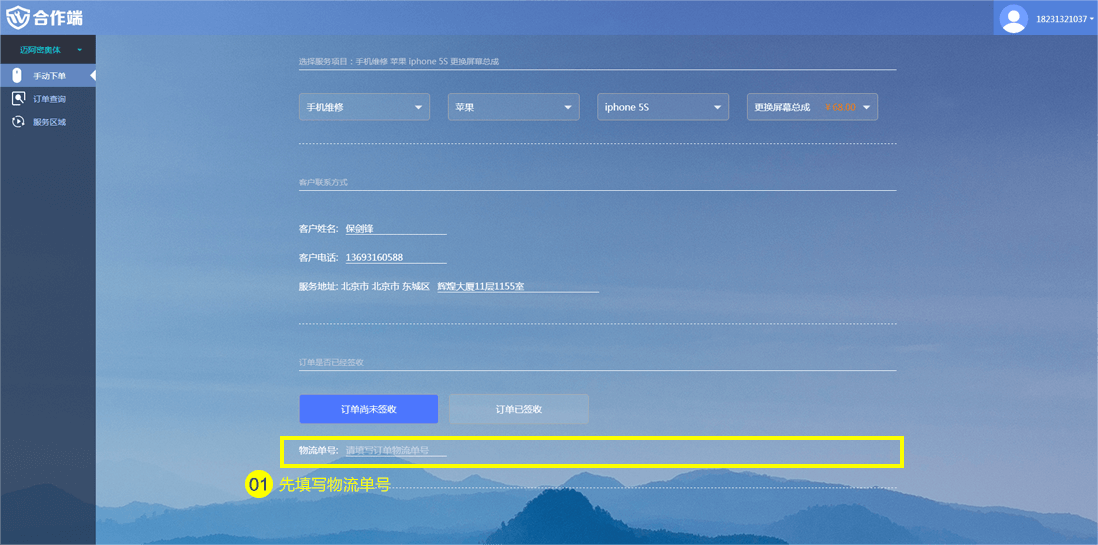 合作端
18231321037
迈阿密奥体
手动下单
订单查询
服务区域
选择服务项目：手机维修 苹果 iphone 5S 更换屏幕总成
手机维修 苹果 iphone 5S 更换屏幕总成 ￥68.00
客户联系方式
客户姓名: 保剑锋
客户电话: 13693160588
服务地址: 北京市 北京市 东城区 辉煌大厦11层1155室
订单是否已经签收
订单尚未签收 订单已签收
物流单号: 请填写订单物流单号
01 先填写物流单号